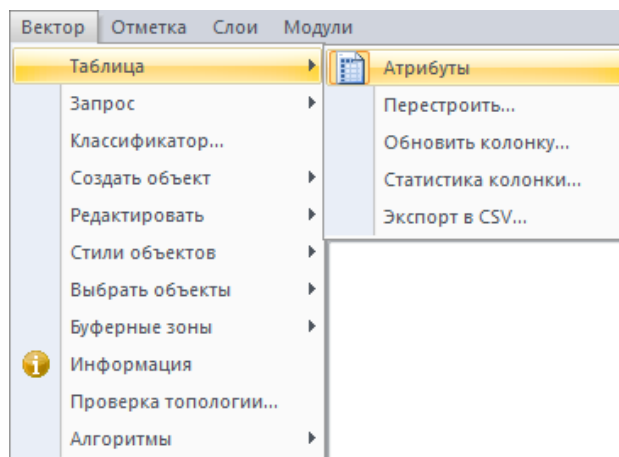 Вектор Отметка Слои Модули
Таблица
Запрос
Классификатор...
Создать объект
Редактировать
Стили объектов
Выбрать объекты
Буферные зоны
Информация
Проверка топологии...
Алгоритмы
Атрибуты
Перестроить...
Обновить колонку...
Статистика колонки...
Экспорт в CSV...